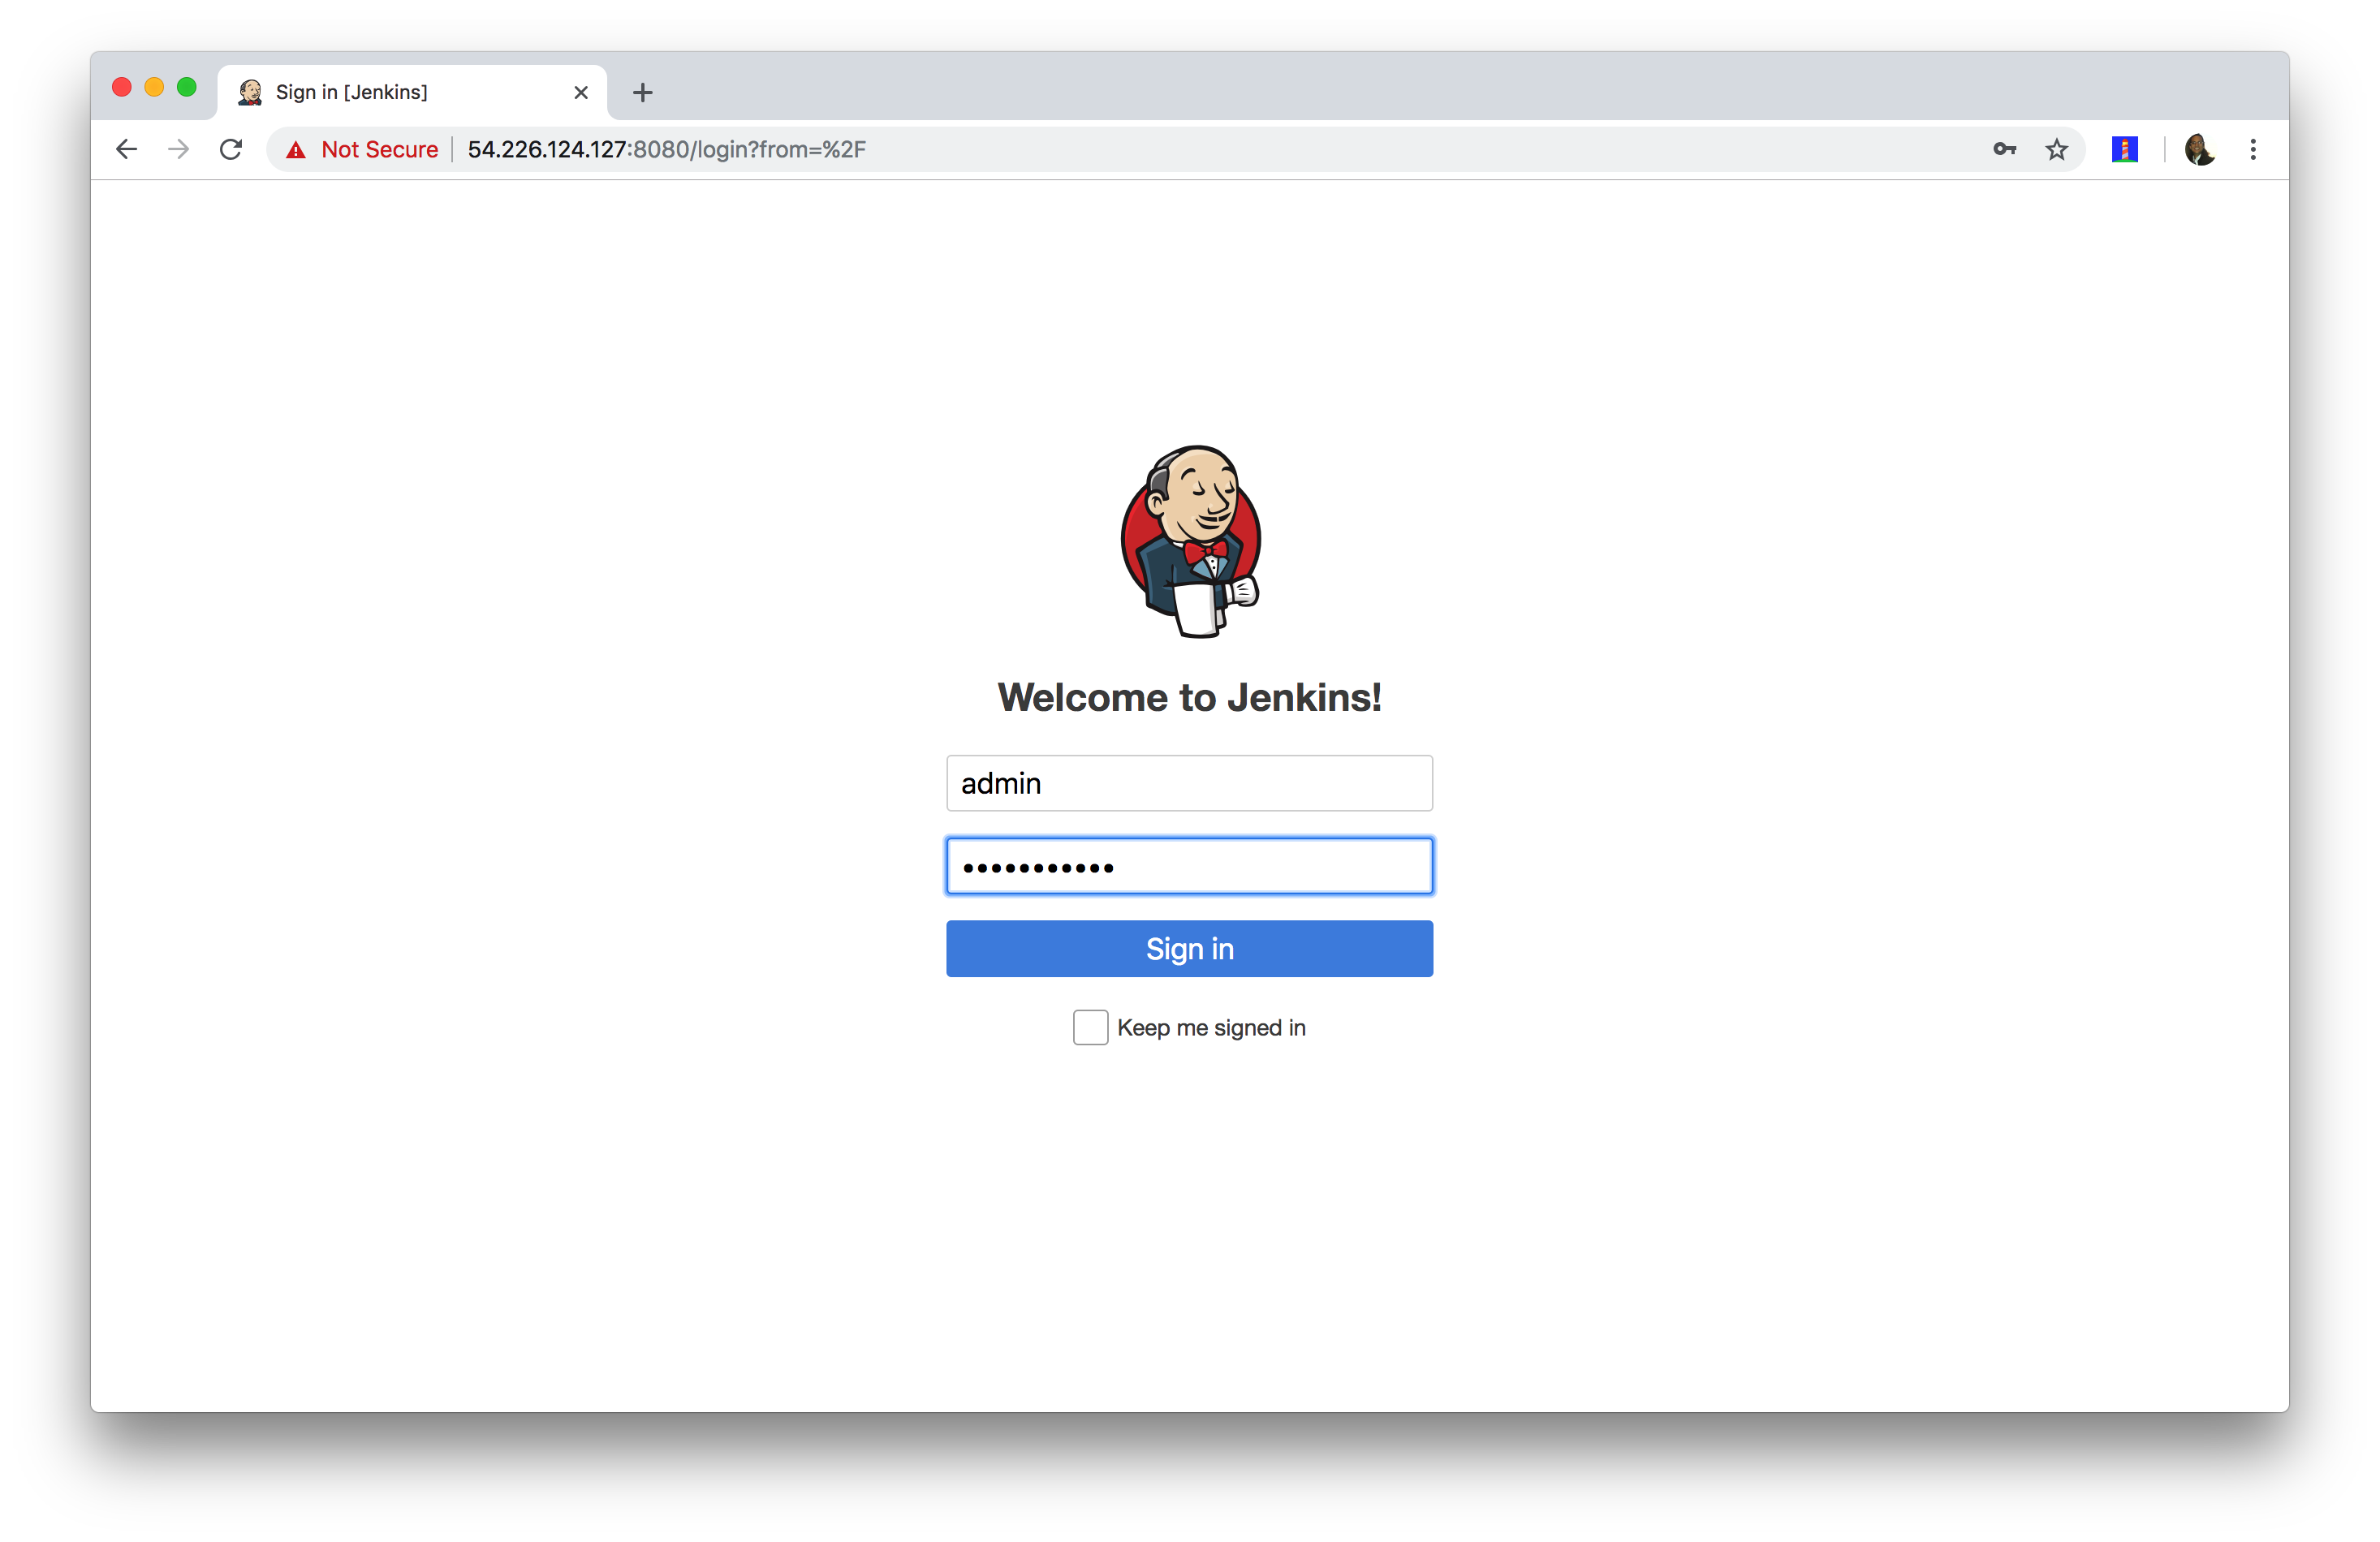 Sign in [Jenkins]
Not Secure
54.226.124.127:8080/login?from=%2F
Welcome to Jenkins!
admin
•••••••••••
Sign in
Keep me signed in